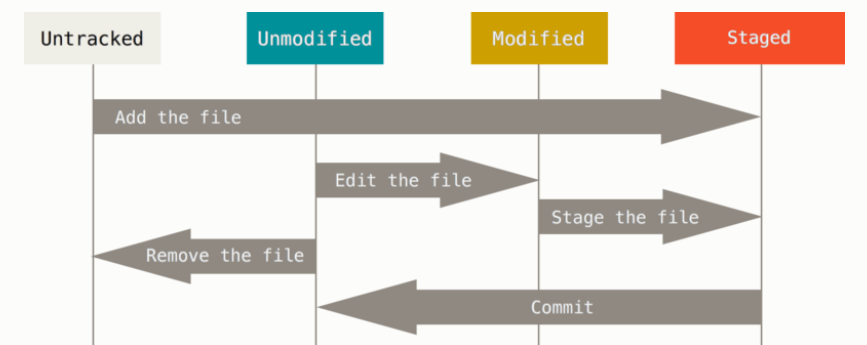 Untracked
Unmodified
Modified
Staged
Add the file
Edit the file
Stage the file
Remove the file
Commit